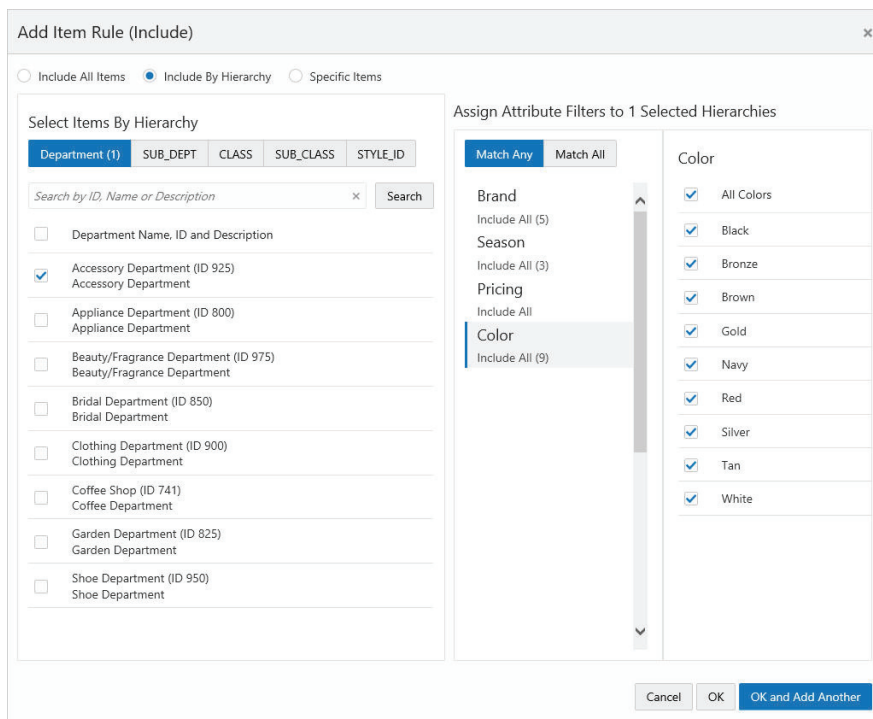 Add Item Rule (Include)
×
Include All Items Include By Hierarchy Specific Items
Select Items By Hierarchy
Department (1) SUB_DEPT CLASS SUB_CLASS STYLE_ID
Search by ID, Name or Description × Search
Department Name, ID and Description
Accessory Department (ID 925)
Accessory Department
Appliance Department (ID 800)
Appliance Department
Beauty/Fragrance Department (ID 975)
Beauty/Fragrance Department
Bridal Department (ID 850)
Bridal Department
Clothing Department (ID 900)
Clothing Department
Coffee Shop (ID 741)
Coffee Department
Garden Department (ID 825)
Garden Department
Shoe Department (ID 950)
Shoe Department
Assign Attribute Filters to 1 Selected Hierarchies
Match Any Match All
Brand
Include All (5)
Season
Include All (3)
Pricing
Include All
Color
Include All (9)
Color
All Colors
Black
Bronze
Brown
Gold
Navy
Red
Silver
Tan
White
Cancel OK OK and Add Another